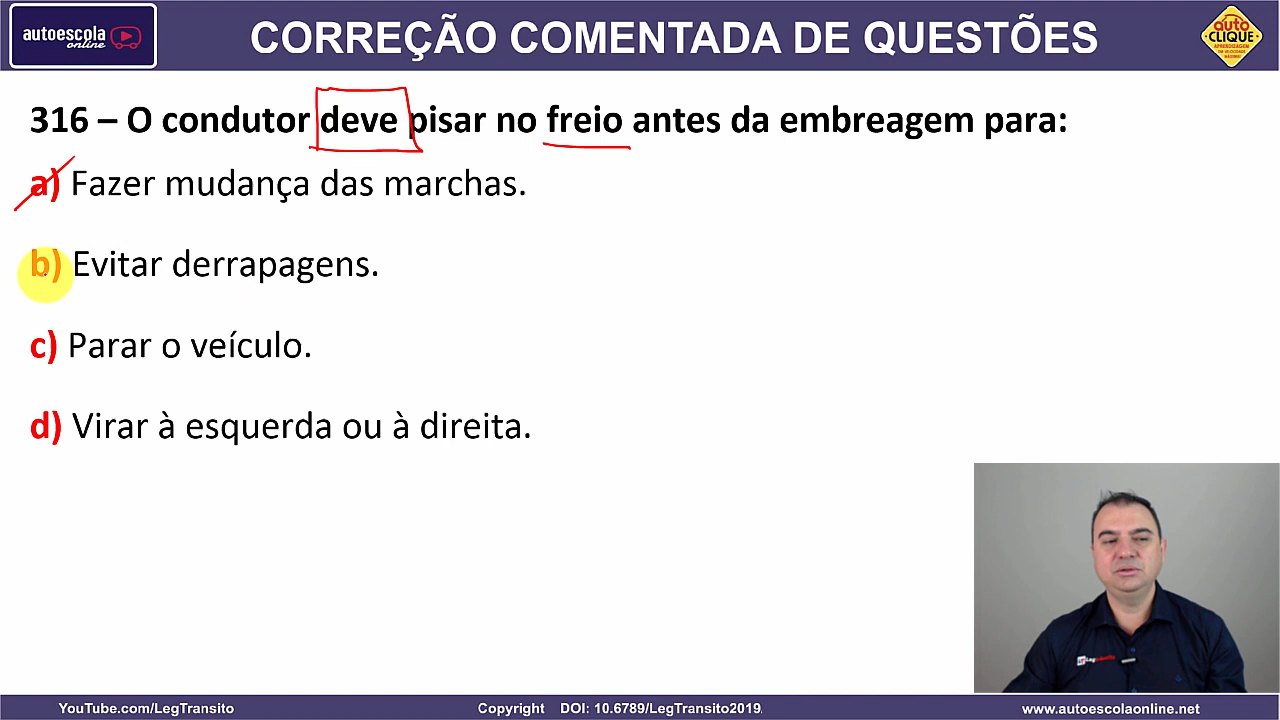 autoescola
online
CORREÇÃO COMENTADA DE QUESTÕES
auto
CLIQUE
316 – O condutor deve pisar no freio antes da embreagem para:
a) Fazer mudança das marchas.
b) Evitar derrapagens.
c) Parar o veículo.
d) Virar à esquerda ou à direita.
YouTube.com/LegTransito
Copyright DOI: 10.6789/LegTransito2019
www.autoescolaonline.net